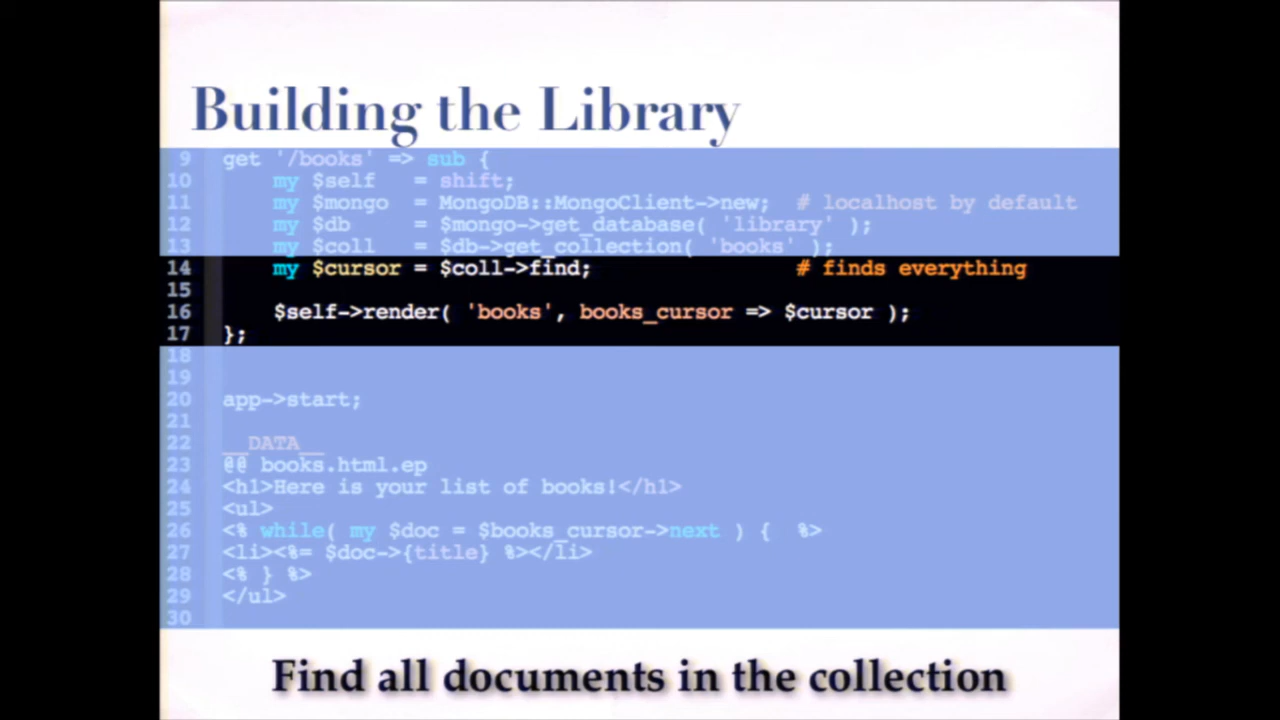 Building the Library
9 get '/books' => sub {
10 my $self = shift;
11 my $mongo = MongoDB::MongoClient->new; # localhost by default
12 my $db = $mongo->get_database( 'library' );
13 my $coll = $db->get_collection( 'books' );
14 my $cursor = $coll->find; # finds everything
15
16 $self->render( 'books', books_cursor => $cursor );
17 };
18
19
20 app->start;
21
22 __DATA__
23 @@ books.html.ep
24 <h1>Here is your list of books!</h1>
25 <ul>
26 <% while( my $doc = $books_cursor->next ) { %>
27 <li><%= $doc->{title} %></li>
28 <% } %>
29 </ul>
30
Find all documents in the collection